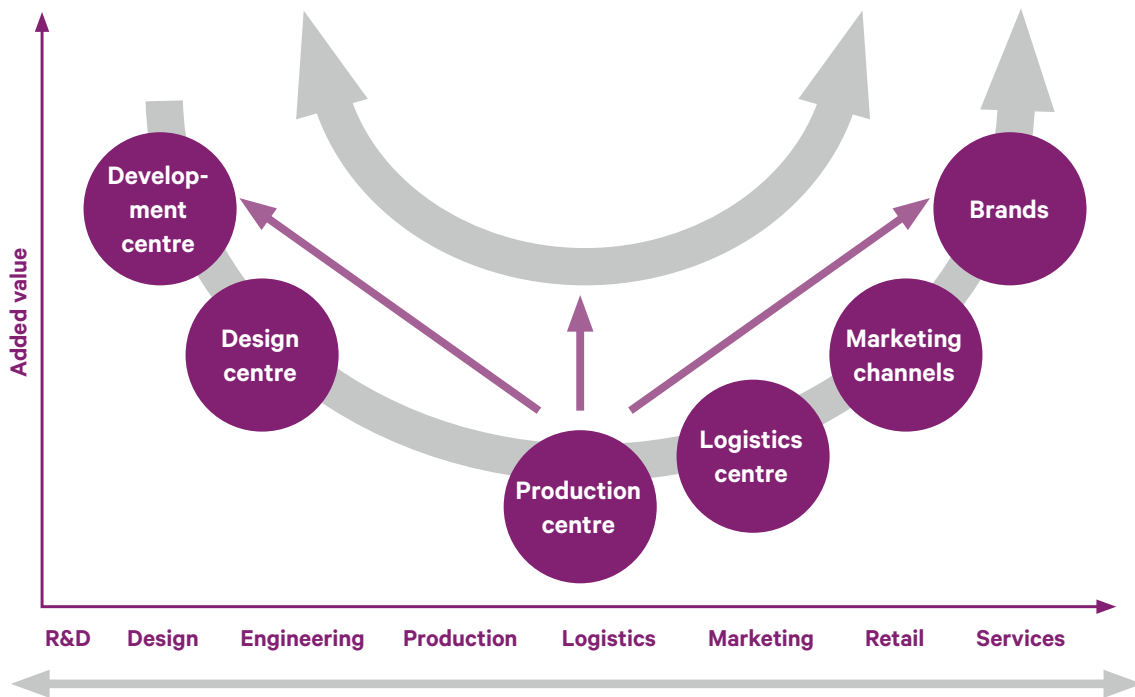 Develop-
ment
centre
Brands
Design
centre
Marketing
channels
Logistics
centre
Production
centre
Added value
R&D Design Engineering Production Logistics Marketing Retail Services